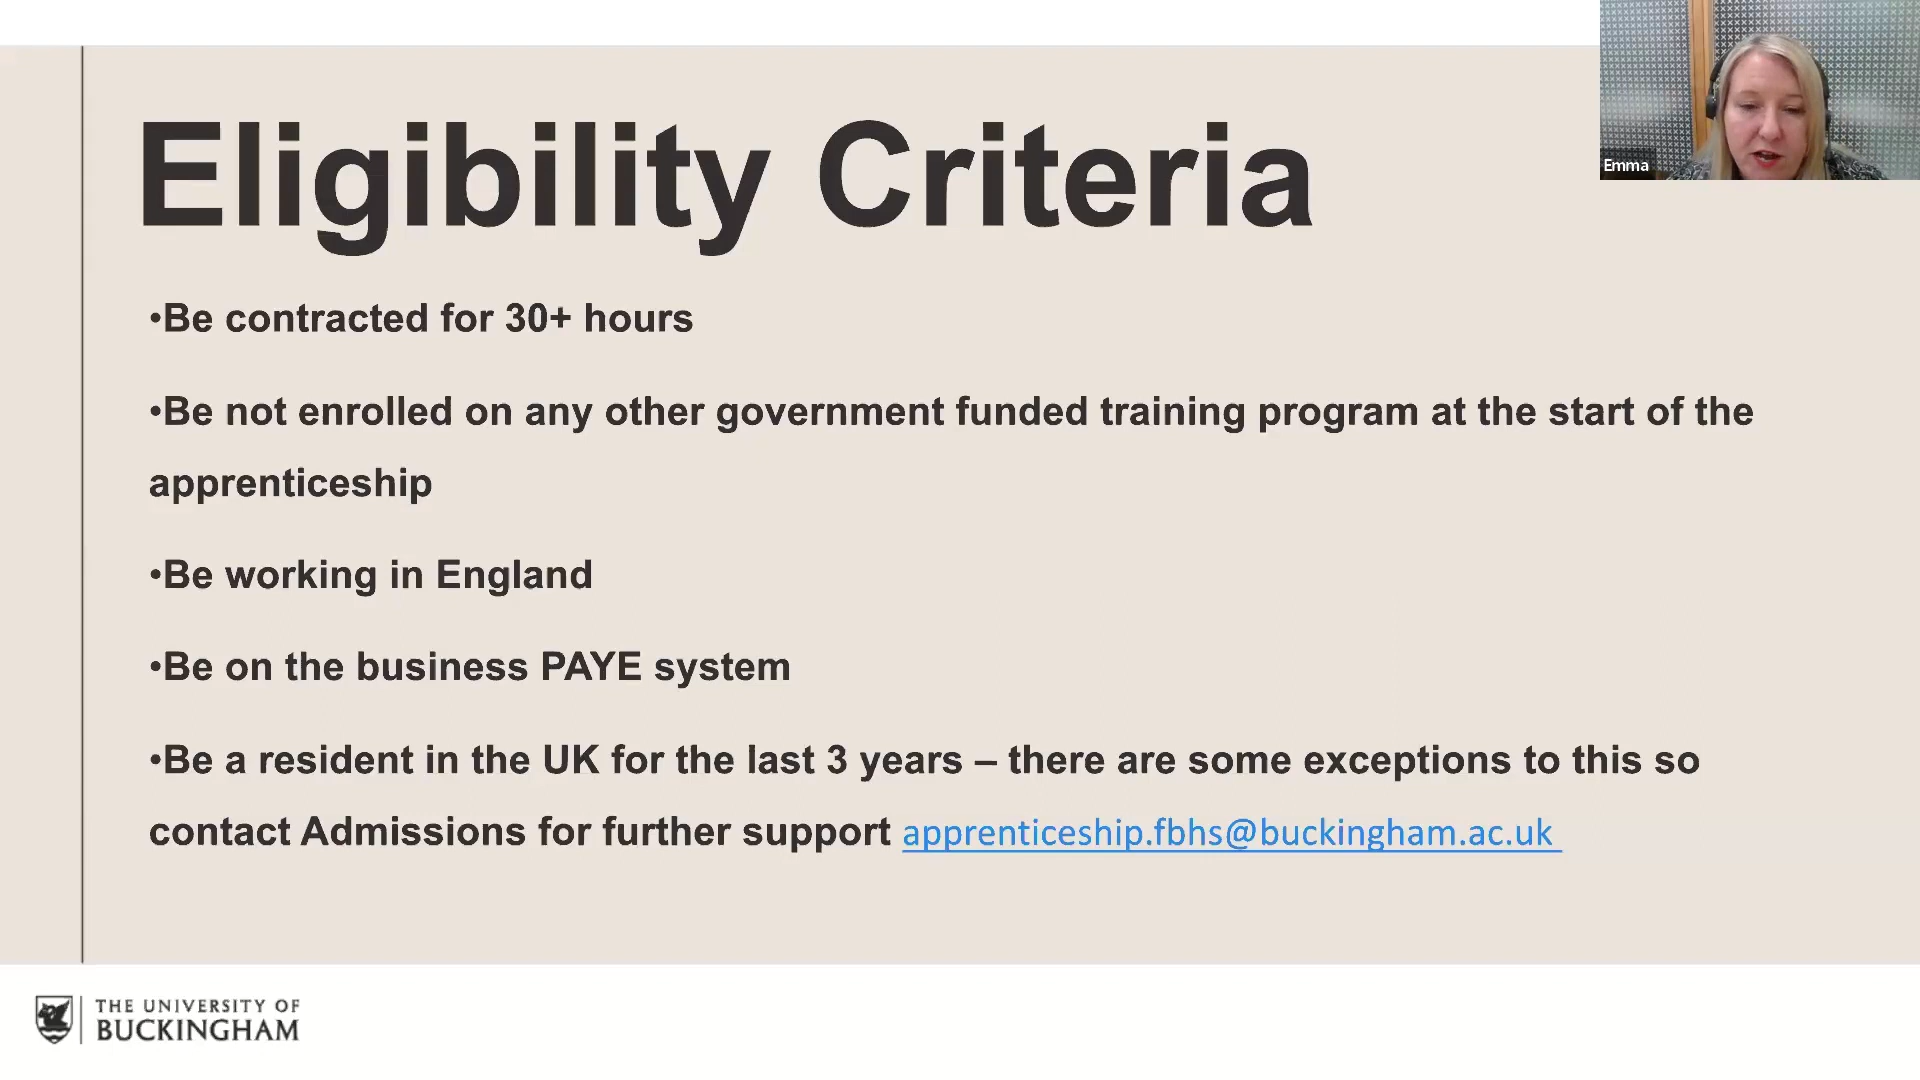 Emma
Eligibility Criteria
•Be contracted for 30+ hours
•Be not enrolled on any other government funded training program at the start of the
apprenticeship
•Be working in England
•Be on the business PAYE system
•Be a resident in the UK for the last 3 years – there are some exceptions to this so
contact Admissions for further support apprenticeship.fbhs@buckingham.ac.uk
THE UNIVERSITY OF
BUCKINGHAM